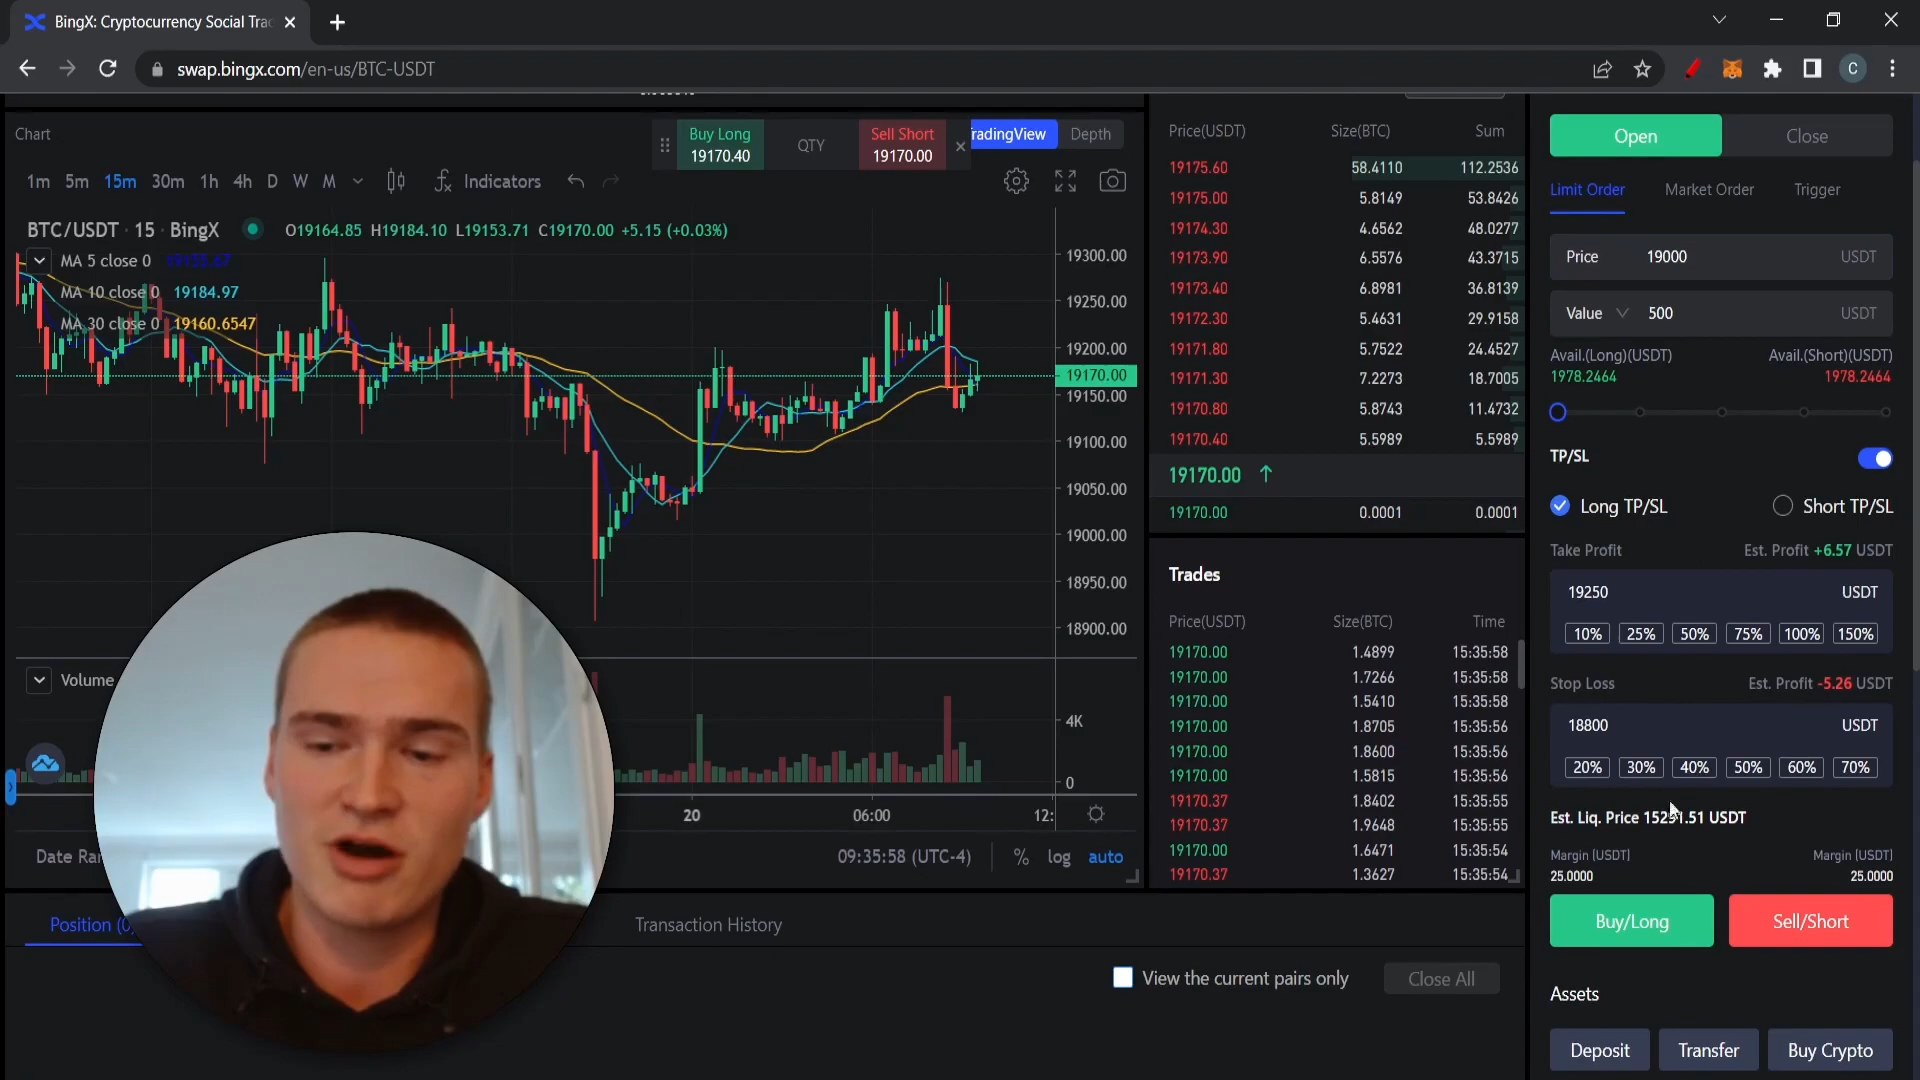 BingX: Cryptocurrency Social Tra
swap.bingx.com/en-us/BTC-USDT
C
Chart
Buy Long
19170.40
QTY
Sell Short
19170.00
radingView
Depth
1m 5m 15m 30m 1h 4h D W M
Indicators
BTC/USDT · 15 · BingX
O19164.85 H19184.10 L19153.71 C19170.00 +5.15 (+0.03%)
MA 5 close 0
MA 10 close 0 19184.97
MA 30 close 0 19160.6547
19300.00
19250.00
19200.00
19170.00
19150.00
19100.00
19050.00
19000.00
18950.00
18900.00
Volume
4K
0
20
06:00
12:
Date Ra
09:35:58 (UTC-4)
%
log
auto
Price(USDT) Size(BTC) Sum
19175.60 58.4110 112.2536
19175.00 5.8149 53.8426
19174.30 4.6562 48.0277
19173.90 6.5576 43.3715
19173.40 6.8981 36.8139
19172.30 5.4631 29.9158
19171.80 5.7522 24.4527
19171.30 7.2273 18.7005
19170.80 5.8743 11.4732
19170.40 5.5989 5.5989
19170.00 ↑
19170.00 0.0001 0.0001
Trades
Price(USDT) Size(BTC) Time
19170.00 1.4899 15:35:58
19170.00 1.7266 15:35:58
19170.00 1.5410 15:35:58
19170.00 1.8705 15:35:56
19170.00 1.8600 15:35:56
19170.00 1.5815 15:35:56
19170.37 1.8402 15:35:55
19170.37 1.9648 15:35:55
19170.00 1.6471 15:35:54
19170.37 1.3627 15:35:54
Open
Close
Limit Order
Market Order
Trigger
Price 19000 USDT
Value 500 USDT
Avail.(Long)(USDT) Avail.(Short)(USDT)
1978.2464 1978.2464
TP/SL
Long TP/SL
Short TP/SL
Take Profit Est. Profit +6.57 USDT
19250 USDT
10% 25% 50% 75% 100% 150%
Stop Loss Est. Profit -5.26 USDT
18800 USDT
20% 30% 40% 50% 60% 70%
Est. Liq. Price USDT
Margin (USDT) Margin (USDT)
25.0000 25.0000
Buy/Long
Sell/Short
Assets
Deposit
Transfer
Buy Crypto
Position (0
Transaction History
View the current pairs only
Close All